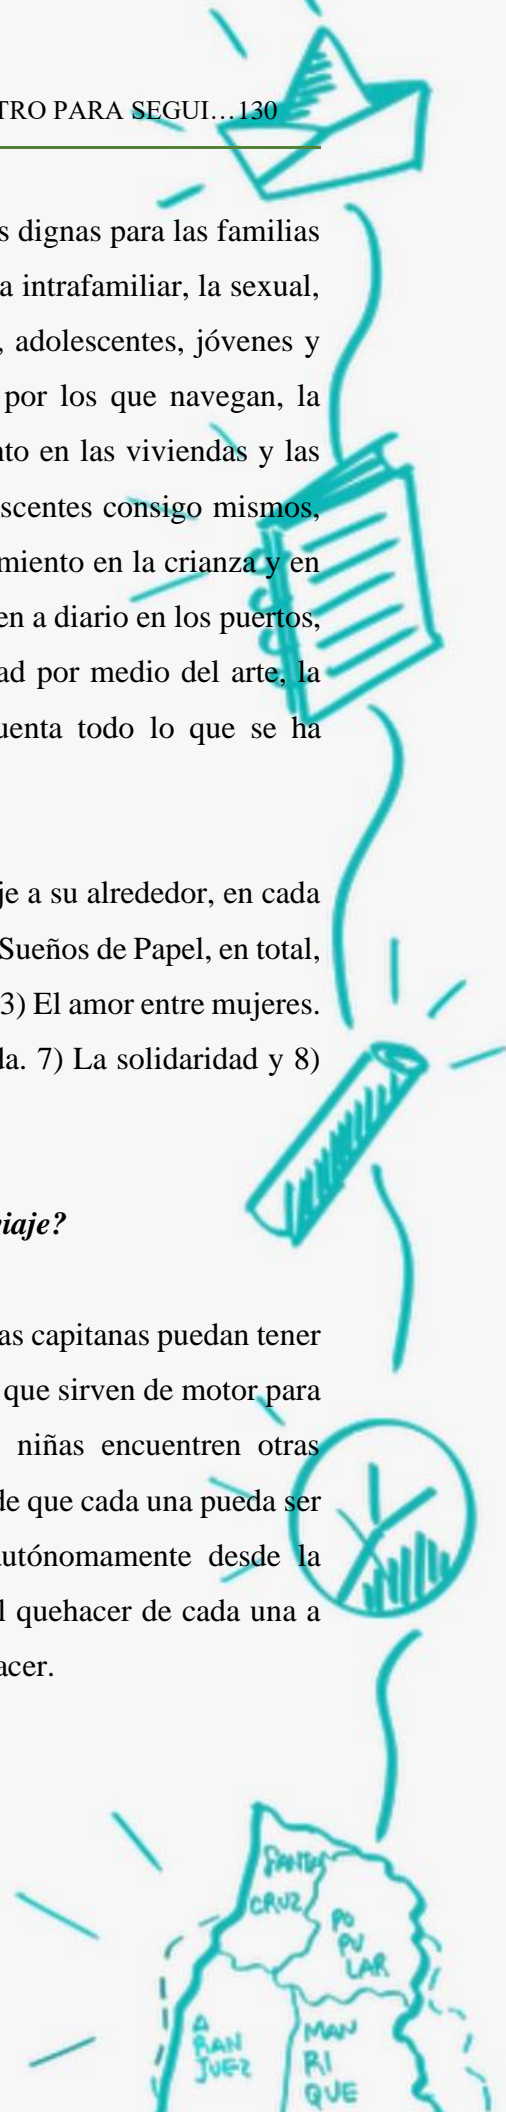 TRO PARA SEGUI…130
s dignas para las familias
a intrafamiliar, la sexual,
, adolescentes, jóvenes y
por los que navegan, la
nto en las viviendas y las
scentes consigo mismos,
miento en la crianza y en
en a diario en los puertos,
ad por medio del arte, la
uenta todo lo que se ha
je a su alrededor, en cada
Sueños de Papel, en total,
3) El amor entre mujeres.
da. 7) La solidaridad y 8)
viaje?
as capitanas puedan tener
que sirven de motor para
niñas encuentren otras
de que cada una pueda ser
autónomamente desde la
l quehacer de cada una a
acer.
SANTA
CRUZ
PO
PU
LAR
A
RAN
JUEZ
MAN
RI
QUE